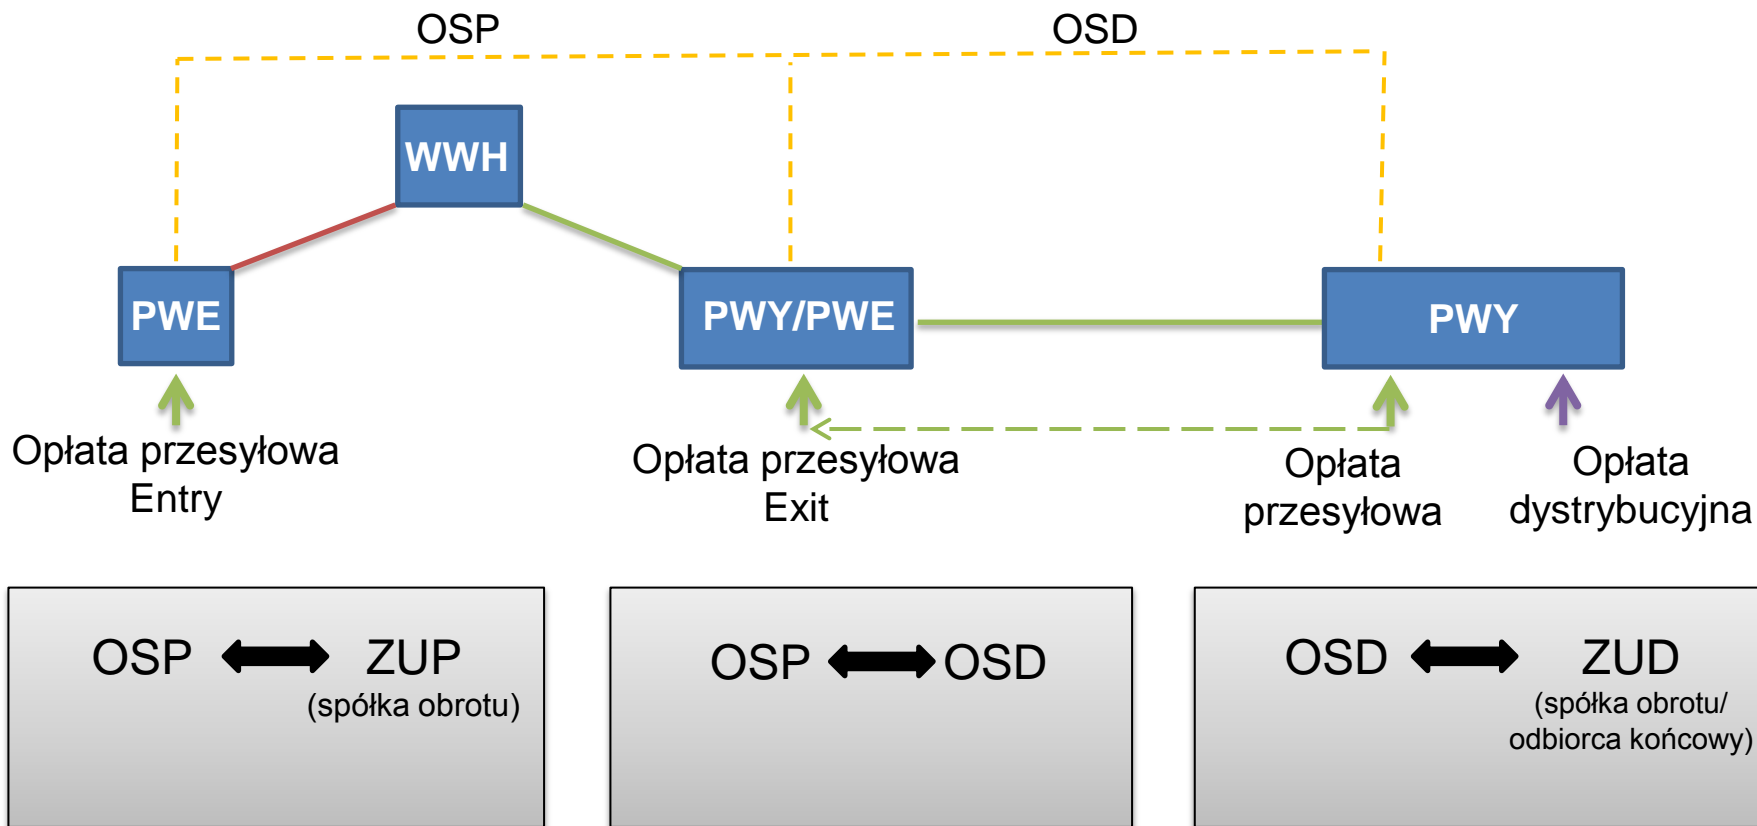 OSP
OSD
WWH
PWE
PWY/PWE
PWY
Opłata przesyłowa
Entry
Opłata przesyłowa
Exit
Opłata
przesyłowa
Opłata
dystrybucyjna
OSP
ZUP
(spółka obrotu)
OSP
OSD
OSD
ZUD
(spółka obrotu/
odbiorca końcowy)